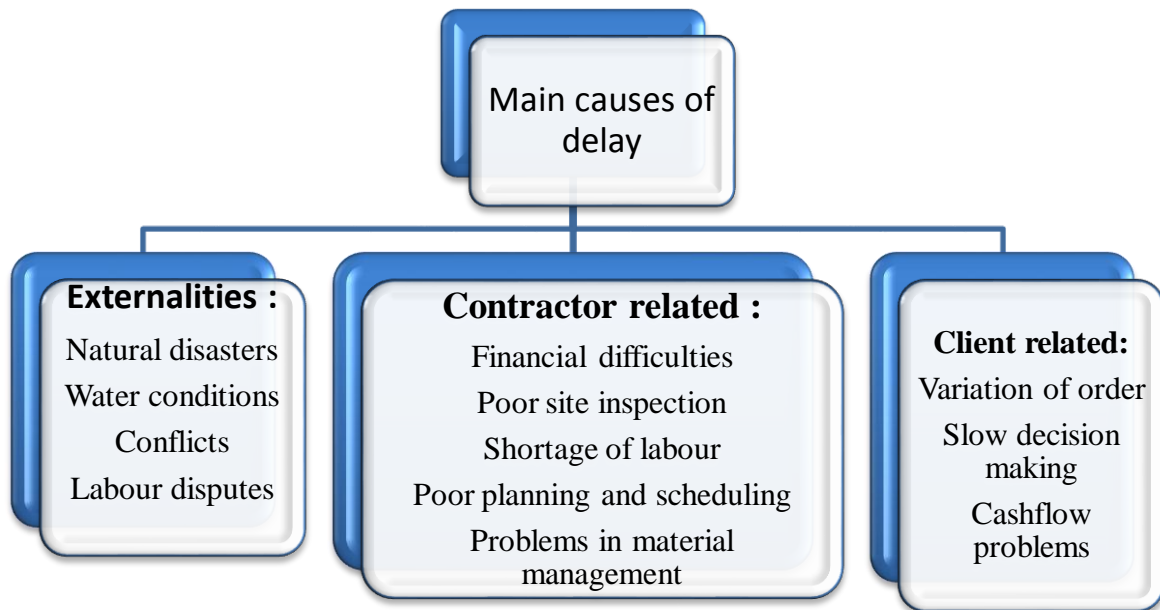 Main causes of
delay
Externalities :
Natural disasters
Water conditions
Conflicts
Labour disputes
Contractor related :
Financial difficulties
Poor site inspection
Shortage of labour
Poor planning and scheduling
Problems in material
management
Client related:
Variation of order
Slow decision
making
Cashflow
problems